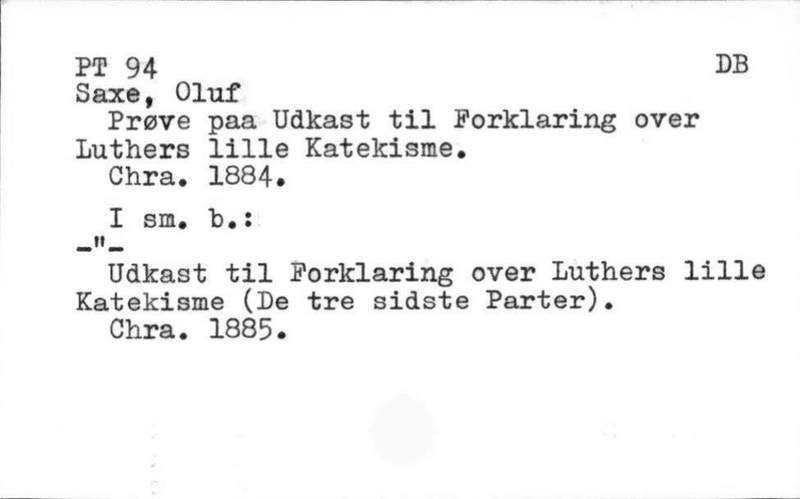 PT 94 DB
Saxe, Oluf
Prøve paa Udkast til Forklaring over
Luthers lille Katekisme.
Chra. 1884.
I sm. b.:
-"-
Udkast til Forklaring over Luthers lille
Katekisme (De tre sidste Parter).
Chra. 1885.